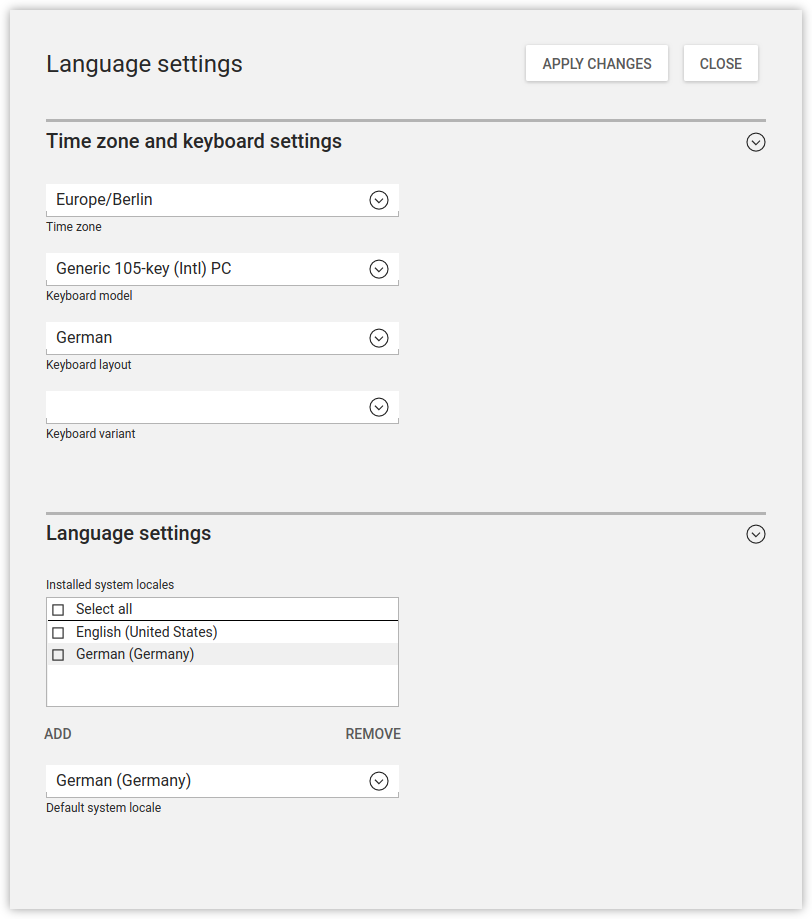 Language settings
APPLY CHANGES
CLOSE
Time zone and keyboard settings
Europe/Berlin
Time zone
Generic 105-key (Intl) PC
Keyboard model
German
Keyboard layout
Keyboard variant
Language settings
Installed system locales
Select all
English (United States)
German (Germany)
ADD
REMOVE
German (Germany)
Default system locale